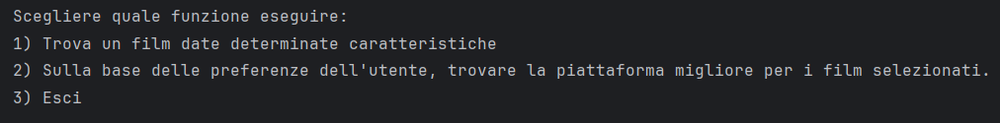 Scegliere quale funzione eseguire:
1) Trova un film date determinate caratteristiche
2) Sulla base delle preferenze dell'utente, trovare la piattaforma migliore per i film selezionati.
3) Esci